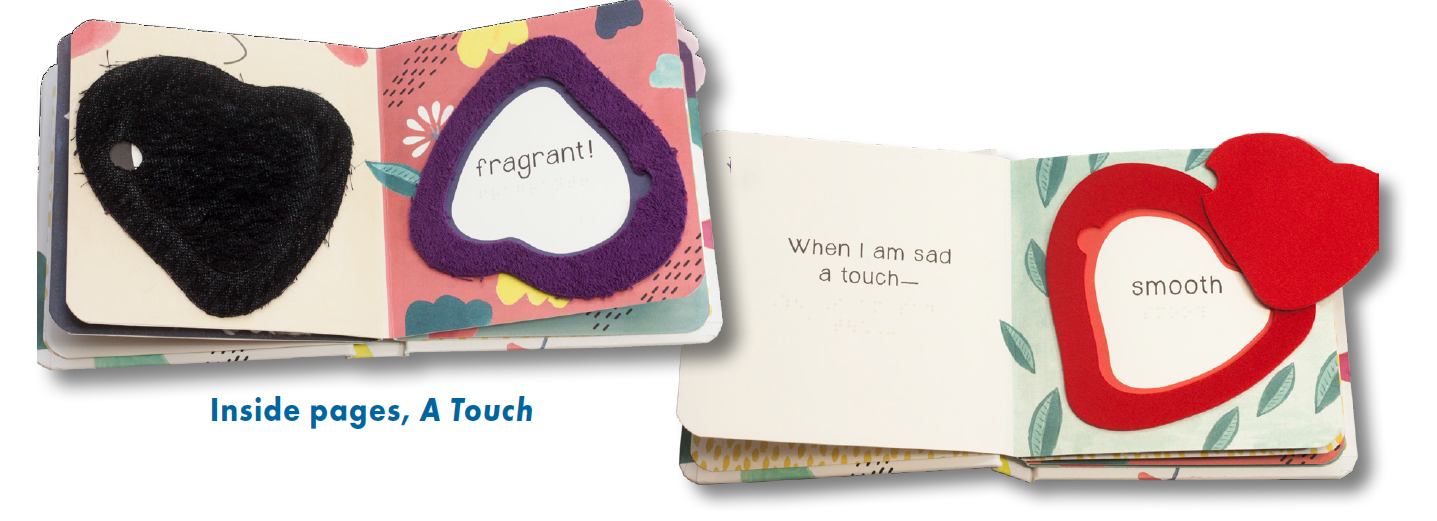 fragrant!
When I am sad
a touch—
smooth
Inside pages, A Touch